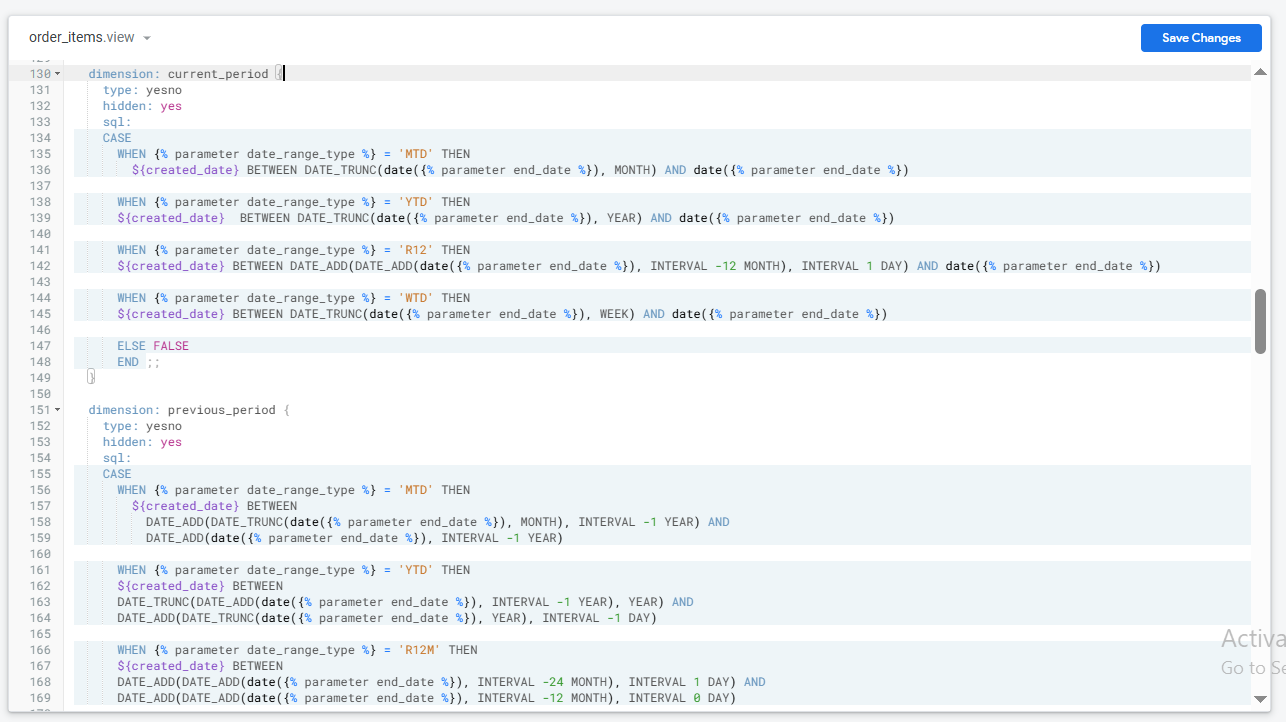 order_items.view
Save Changes
130 dimension: current_period {
131 type: yesno
132 hidden: yes
133 sql:
134 CASE
135 WHEN {% parameter date_range_type %} = 'MTD' THEN
136 ${created_date} BETWEEN DATE_TRUNC(date({% parameter end_date %}), MONTH) AND date({% parameter end_date %})
137
138 WHEN {% parameter date_range_type %} = 'YTD' THEN
139 ${created_date}  BETWEEN DATE_TRUNC(date({% parameter end_date %}), YEAR) AND date({% parameter end_date %})
140
141 WHEN {% parameter date_range_type %} = 'R12' THEN
142 ${created_date} BETWEEN DATE_ADD(DATE_ADD(date({% parameter end_date %}), INTERVAL -12 MONTH), INTERVAL 1 DAY) AND date({% parameter end_date %})
143
144 WHEN {% parameter date_range_type %} = 'WTD' THEN
145 ${created_date} BETWEEN DATE_TRUNC(date({% parameter end_date %}), WEEK) AND date({% parameter end_date %})
146
147 ELSE FALSE
148 END ;;
149 }
150
151 dimension: previous_period {
152 type: yesno
153 hidden: yes
154 sql:
155 CASE
156 WHEN {% parameter date_range_type %} = 'MTD' THEN
157 ${created_date} BETWEEN
158 DATE_ADD(DATE_TRUNC(date({% parameter end_date %}), MONTH), INTERVAL -1 YEAR) AND
159 DATE_ADD(date({% parameter end_date %}), INTERVAL -1 YEAR)
160
161 WHEN {% parameter date_range_type %} = 'YTD' THEN
162 ${created_date} BETWEEN
163 DATE_TRUNC(DATE_ADD(date({% parameter end_date %}), INTERVAL -1 YEAR), YEAR) AND
164 DATE_ADD(DATE_TRUNC(date({% parameter end_date %}), YEAR), INTERVAL -1 DAY)
165
166 WHEN {% parameter date_range_type %} = 'R12M' THEN
167 ${created_date} BETWEEN
168 DATE_ADD(DATE_ADD(date({% parameter end_date %}), INTERVAL -24 MONTH), INTERVAL 1 DAY) AND
169 DATE_ADD(DATE_ADD(date({% parameter end_date %}), INTERVAL -12 MONTH), INTERVAL 0 DAY)
Activa
Go to Se